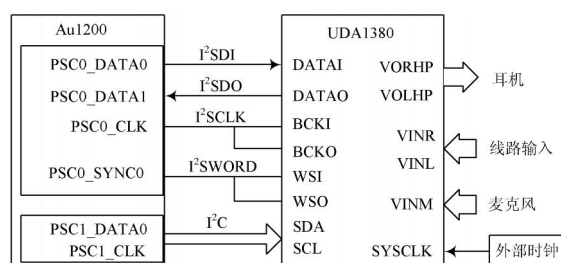 Au1200
UDA1380
PSC0_DATA0
I²SDI
DATAI
VORHP
耳机
PSC0_DATA1
I²SDO
DATAO
VOLHP
PSC0_CLK
I²SCLK
BCKI
VINR
线路输入
BCKO
VINL
PSC0_SYNC0
I²SWORD
WSI
WSO
VINM
麦克风
PSC1_DATA0
I²C
SDA
PSC1_CLK
SCL
SYSCLK
外部时钟